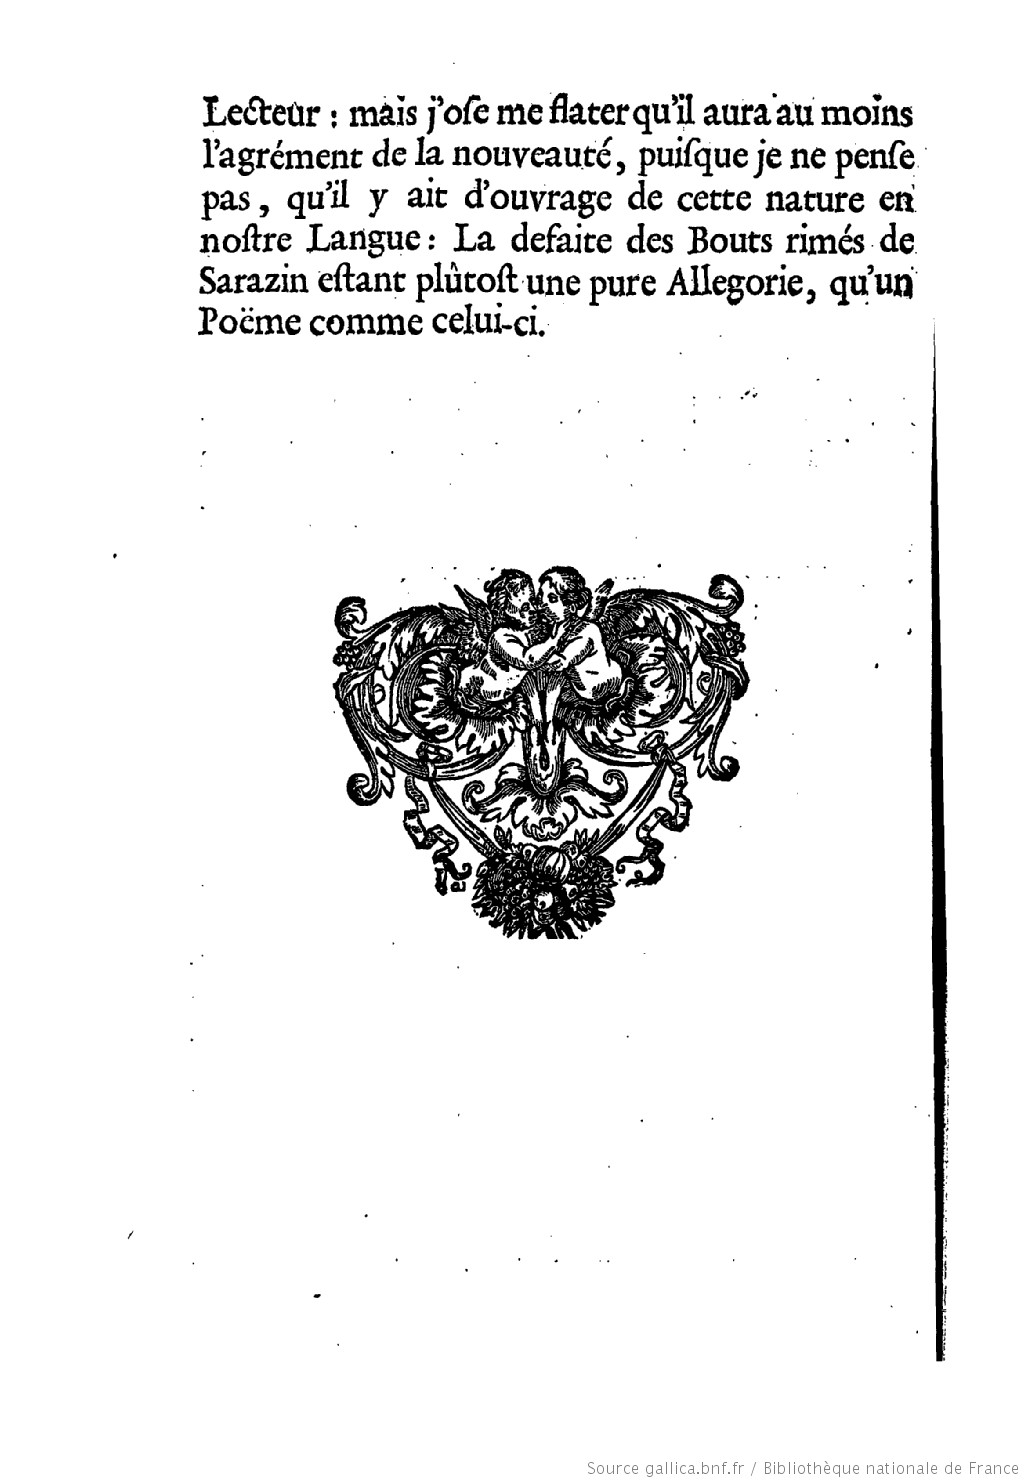 Lecteur : mais j'ose me flater qu'il aura au moins
l'agrément de la nouveauté, puisque je ne pense
pas, qu'il y ait d'ouvrage de cette nature en
nostre Langue : La defaite des Bouts rimés de
Sarazin estant plûtost une pure Allegorie, qu'un
Poëme comme celui-ci.
Source gallica.bnf.fr / Bibliothèque nationale de France